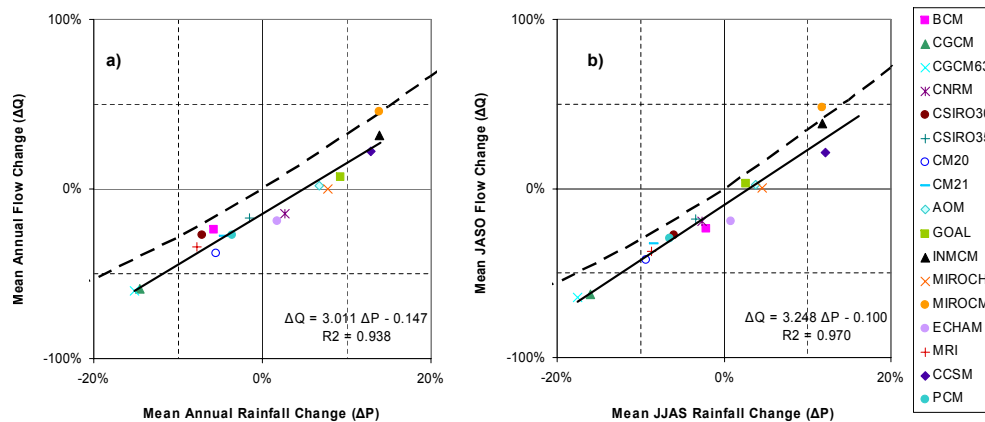 100%
a)
0%
-100%
-20%
0%
20%
Mean Annual Flow Change (ΔQ)
Mean Annual Rainfall Change (ΔP)
ΔQ = 3.011 ΔP - 0.147
R2 = 0.938
100%
b)
0%
-100%
-20%
0%
20%
Mean JASO Flow Change (ΔQ)
Mean JJAS Rainfall Change (ΔP)
ΔQ = 3.248 ΔP - 0.100
R2 = 0.970
BCM
CGCM
CGCM63
CNRM
CSIRO30
CSIRO35
CM20
CM21
AOM
GOAL
INMCM
MIROCH
MIROCM
ECHAM
MRI
CCSM
PCM